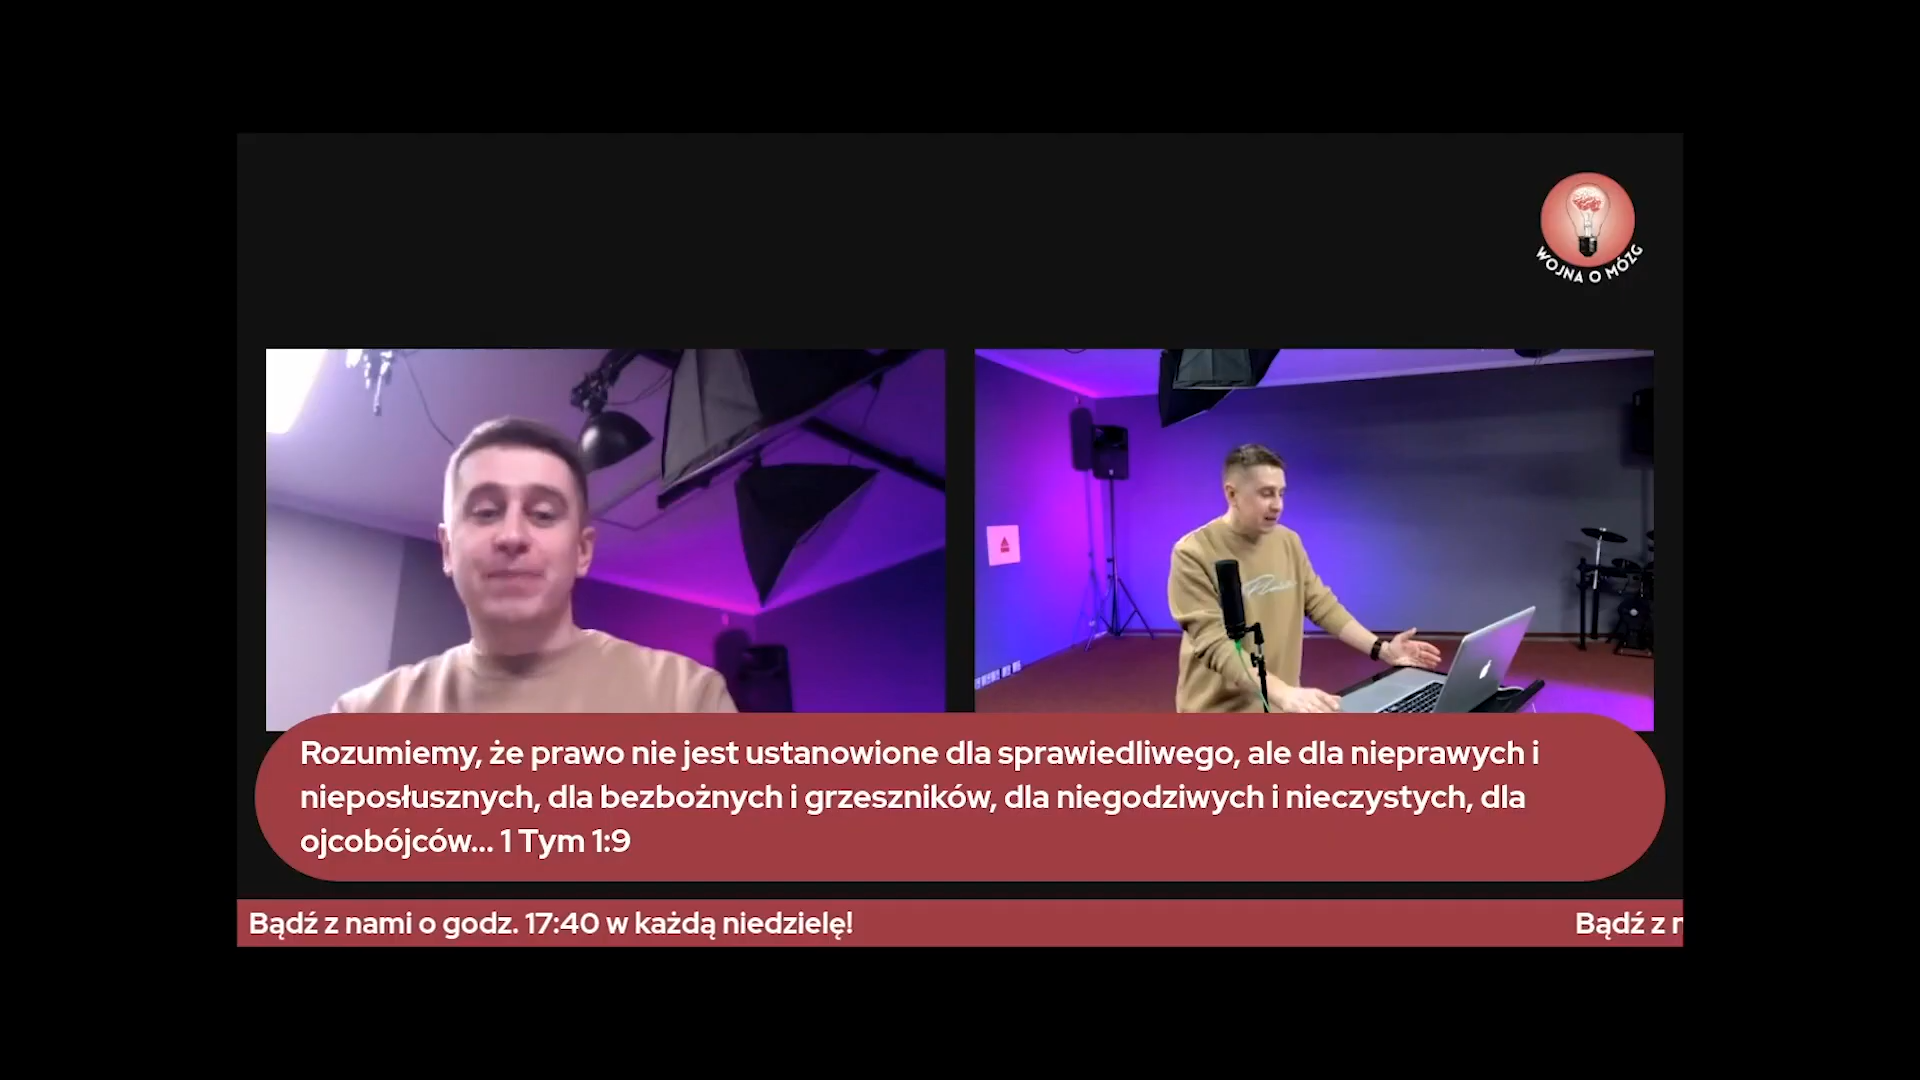 WOJNA O MÓZG
Rozumiemy, że prawo nie jest ustanowione dla sprawiedliwego, ale dla nieprawych i
nieposłusznych, dla bezbożnych i grzeszników, dla niegodziwych i nieczystych, dla
ojcobójców... 1 Tym 1:9
Bądź z nami o godz. 17:40 w każdą niedzielę! Bądź z